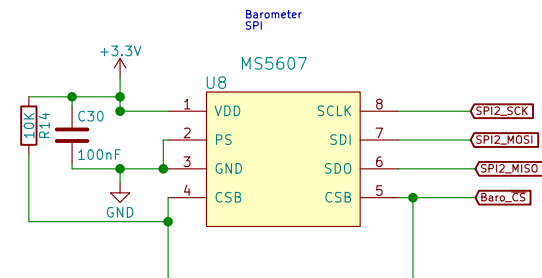 Barometer
SPI
+3.3V
MS5607
U8
10K
R14
C30
100nF
GND
1 VDD
2 PS
3 GND
4 CSB
SCLK 8
SDI 7
SDO 6
CSB 5
SPI2_SCK
SPI2_MOSI
SPI2_MISO
Baro_C̅S̅